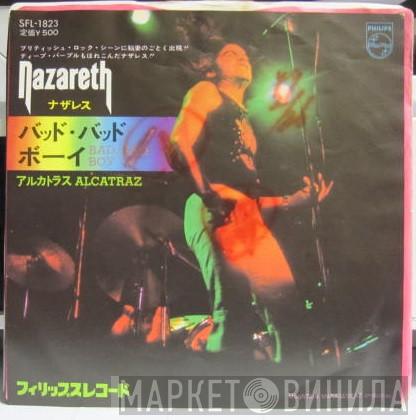 SFL-1823
定価¥500
PHILIPS
ブリティッシュ・ロック・シーンに稲妻のごとく出現!!
ディープ・パープルもほれこんだナザレス!!
Nazareth
ナザレス
バッド・バッド
ボーイ BAD, BAD BOY
アルカトラス ALCATRAZ
フィリップスレコード
МАРКЕТ ВИНИЛА